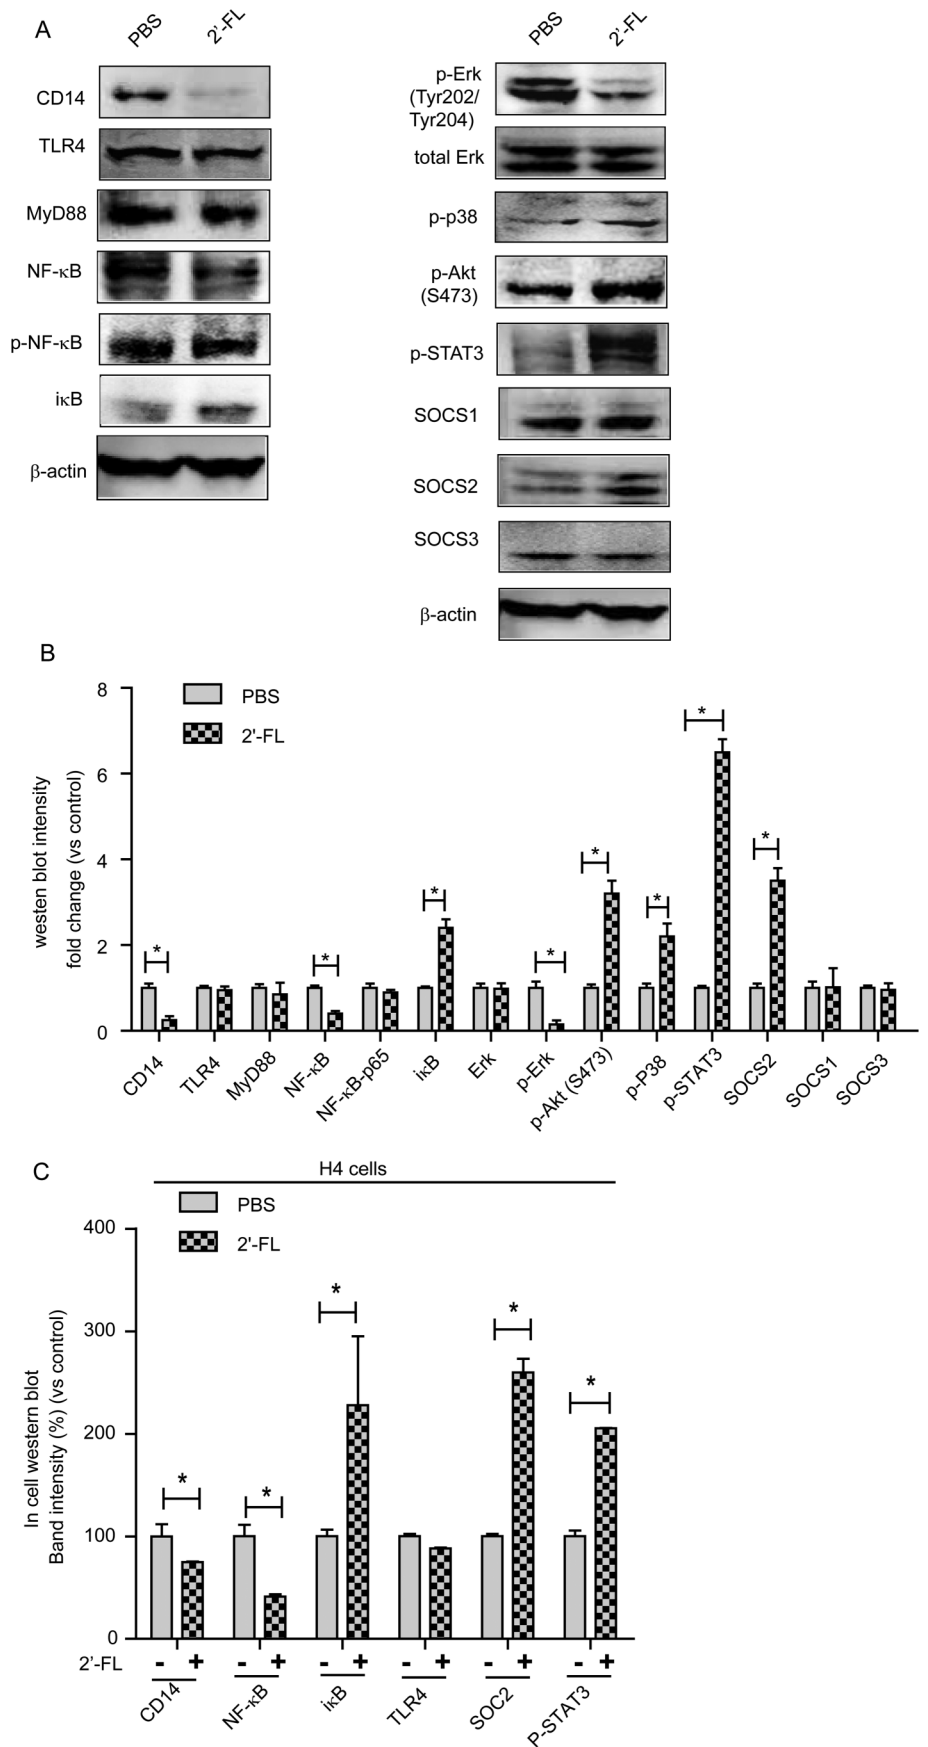 A
PBS
2'-FL
CD14
TLR4
MyD88
NF-κB
p-NF-κB
iκB
β-actin
PBS
2'-FL
p-Erk
(Tyr202/
Tyr204)
total Erk
p-p38
p-Akt
(S473)
p-STAT3
SOCS1
SOCS2
SOCS3
β-actin
B
PBS
2'-FL
westen blot intensity
fold change (vs control)
8
6
4
2
0
* * * * * * * *
CD14
TLR4
MyD88
NF-κB
NF-κB-p65
iκB
Erk
p-Erk
p-Akt (S473)
p-P38
p-STAT3
SOCS2
SOCS1
SOCS3
C
H4 cells
PBS
2'-FL
In cell western blot
Band intensity (%) (vs control)
400
300
200
100
0
* * * * *
2'-FL - + - + - + - + - + - +
CD14
NF-κB
iκB
TLR4
SOC2
P-STAT3